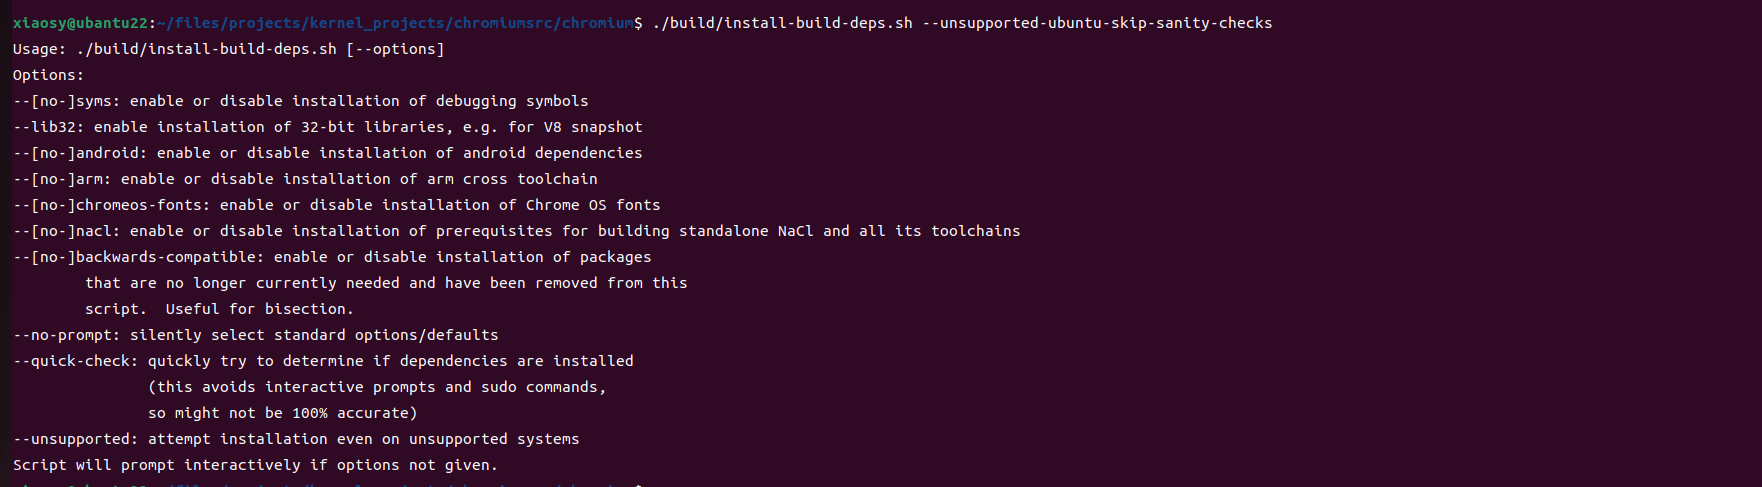 xiaosy@ubantu22:~/files/projects/kernel_projects/chromiumsrc/chromium$ ./build/install-build-deps.sh --unsupported-ubuntu-skip-sanity-checks
Usage: ./build/install-build-deps.sh [--options]
Options:
--[no-]syms: enable or disable installation of debugging symbols
--lib32: enable installation of 32-bit libraries, e.g. for V8 snapshot
--[no-]android: enable or disable installation of android dependencies
--[no-]arm: enable or disable installation of arm cross toolchain
--[no-]chromeos-fonts: enable or disable installation of Chrome OS fonts
--[no-]nacl: enable or disable installation of prerequisites for building standalone NaCl and all its toolchains
--[no-]backwards-compatible: enable or disable installation of packages
        that are no longer currently needed and have been removed from this
        script.  Useful for bisection.
--no-prompt: silently select standard options/defaults
--quick-check: quickly try to determine if dependencies are installed
               (this avoids interactive prompts and sudo commands,
               so might not be 100% accurate)
--unsupported: attempt installation even on unsupported systems
Script will prompt interactively if options not given.